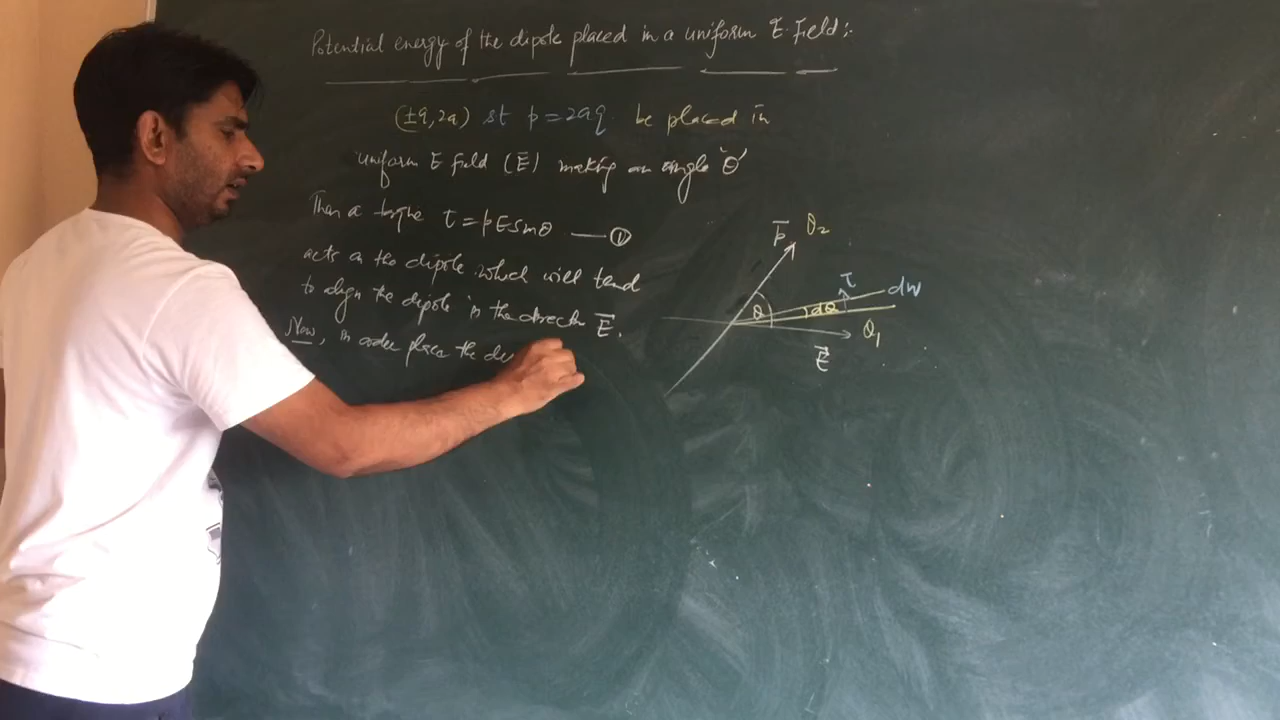 Potential energy of the dipole placed in a uniform E. Field:-
(±q, 2a) st p = 2aq be placed in
uniform E Field (E⃗) making an angle 'θ'
Then a torque τ = pE sinθ — ①
acts on the dipole which will tend
to align the dipole in the direction E⃗.
Now, in order place the
p⃗ θ₂
τ dw
θ dθ
θ₁
E⃗